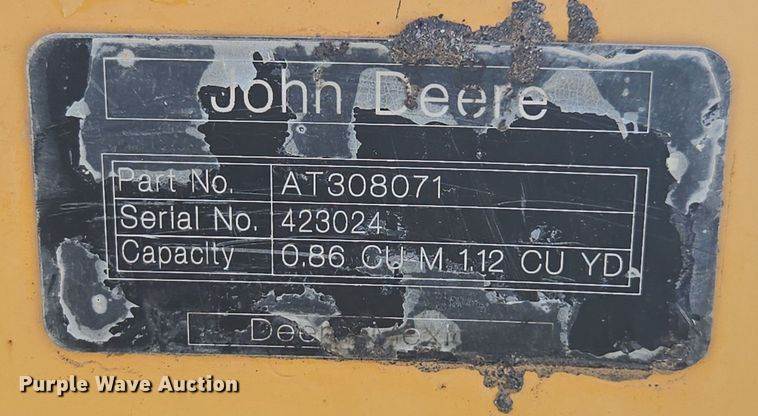 John Deere
Part No. AT308071
Serial No. 423024
Capacity 0.86 CU M 1.12 CU YD
Purple Wave Auction